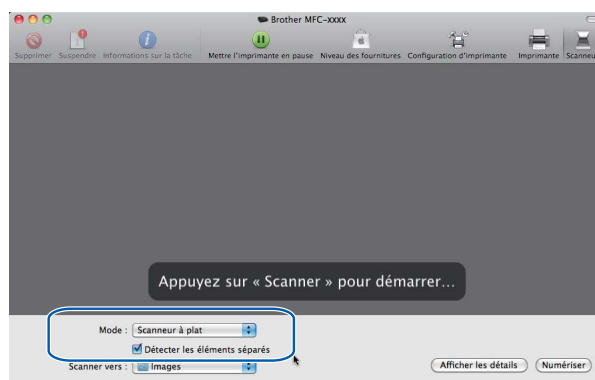 Brother MFC-XXXX
Supprimer Suspendre Informations sur la tâche Mettre l'imprimante en pause Niveau des fournitures Configuration d'imprimante Imprimante Scanneu
Appuyez sur « Scanner » pour démarrer...
Mode : Scanneur à plat
Détecter les éléments séparés
Scanner vers : Images
Afficher les détails Numériser